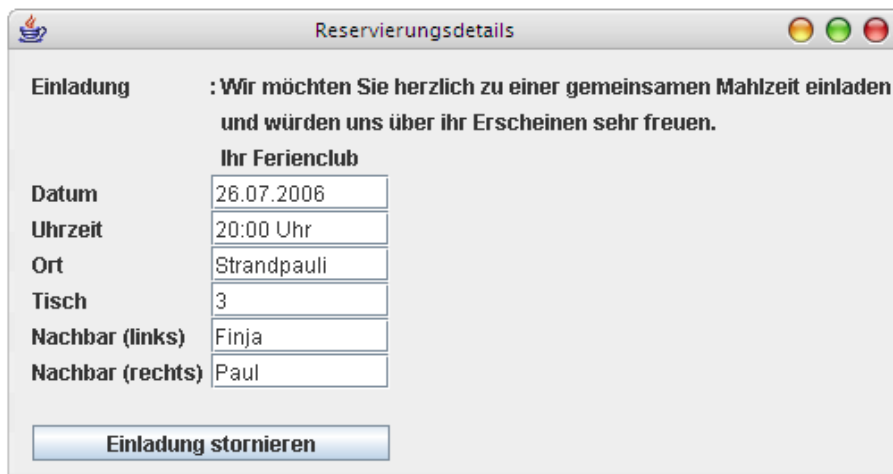 Reservierungsdetails
Einladung : Wir möchten Sie herzlich zu einer gemeinsamen Mahlzeit einladen
und würden uns über ihr Erscheinen sehr freuen.
Ihr Ferienclub
Datum 26.07.2006
Uhrzeit 20:00 Uhr
Ort Strandpauli
Tisch 3
Nachbar (links) Finja
Nachbar (rechts) Paul
Einladung stornieren